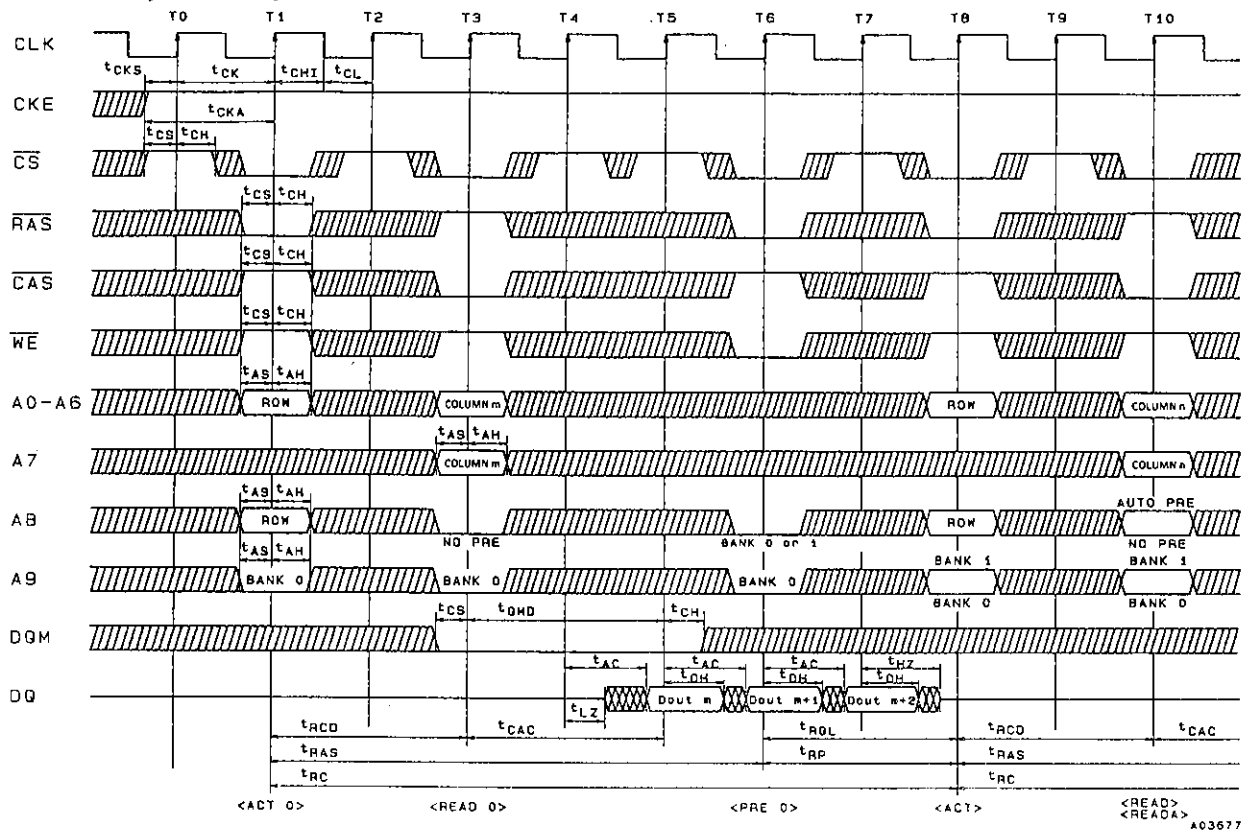 T0 T1 T2 T3 T4 T5 T6 T7 T8 T9 T10
CLK
tCKS tCK tCHI tCL
CKE
tCKA
tCS tCH
CS
tCS tCH
RAS
tCS tCH
CAS
tCS tCH
WE
tAS tAH
A0-A6 ROW COLUMN m ROW COLUMN n
tAS tAH
A7 COLUMN m COLUMN n
tAS tAH AUTO PRE
A8 ROW ROW
NO PRE BANK 0 or 1 NO PRE
tAS tAH BANK 1 BANK 1
A9 BANK 0 BANK 0 BANK 0
BANK 0 BANK 0
tCS tQMD tCH
DQM
tAC tAC tAC tHZ
tOH tOH tOH
DQ Dout m Dout m+1 Dout m+2
tLZ
tRCD tCAC tRQL tRCD tCAC
tRAS tRP tRAS
tRC tRC
<ACT 0> <READ 0> <PRE 0> <ACT> <READ>
<READA>
A03677